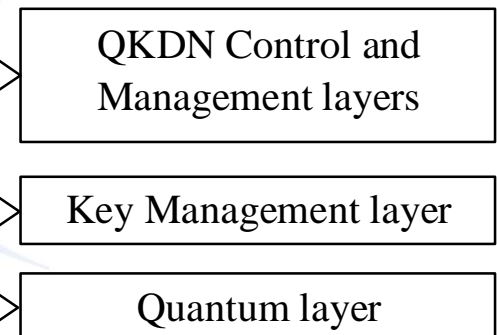 QKDN Control and
Management layers
Key Management layer
Quantum layer